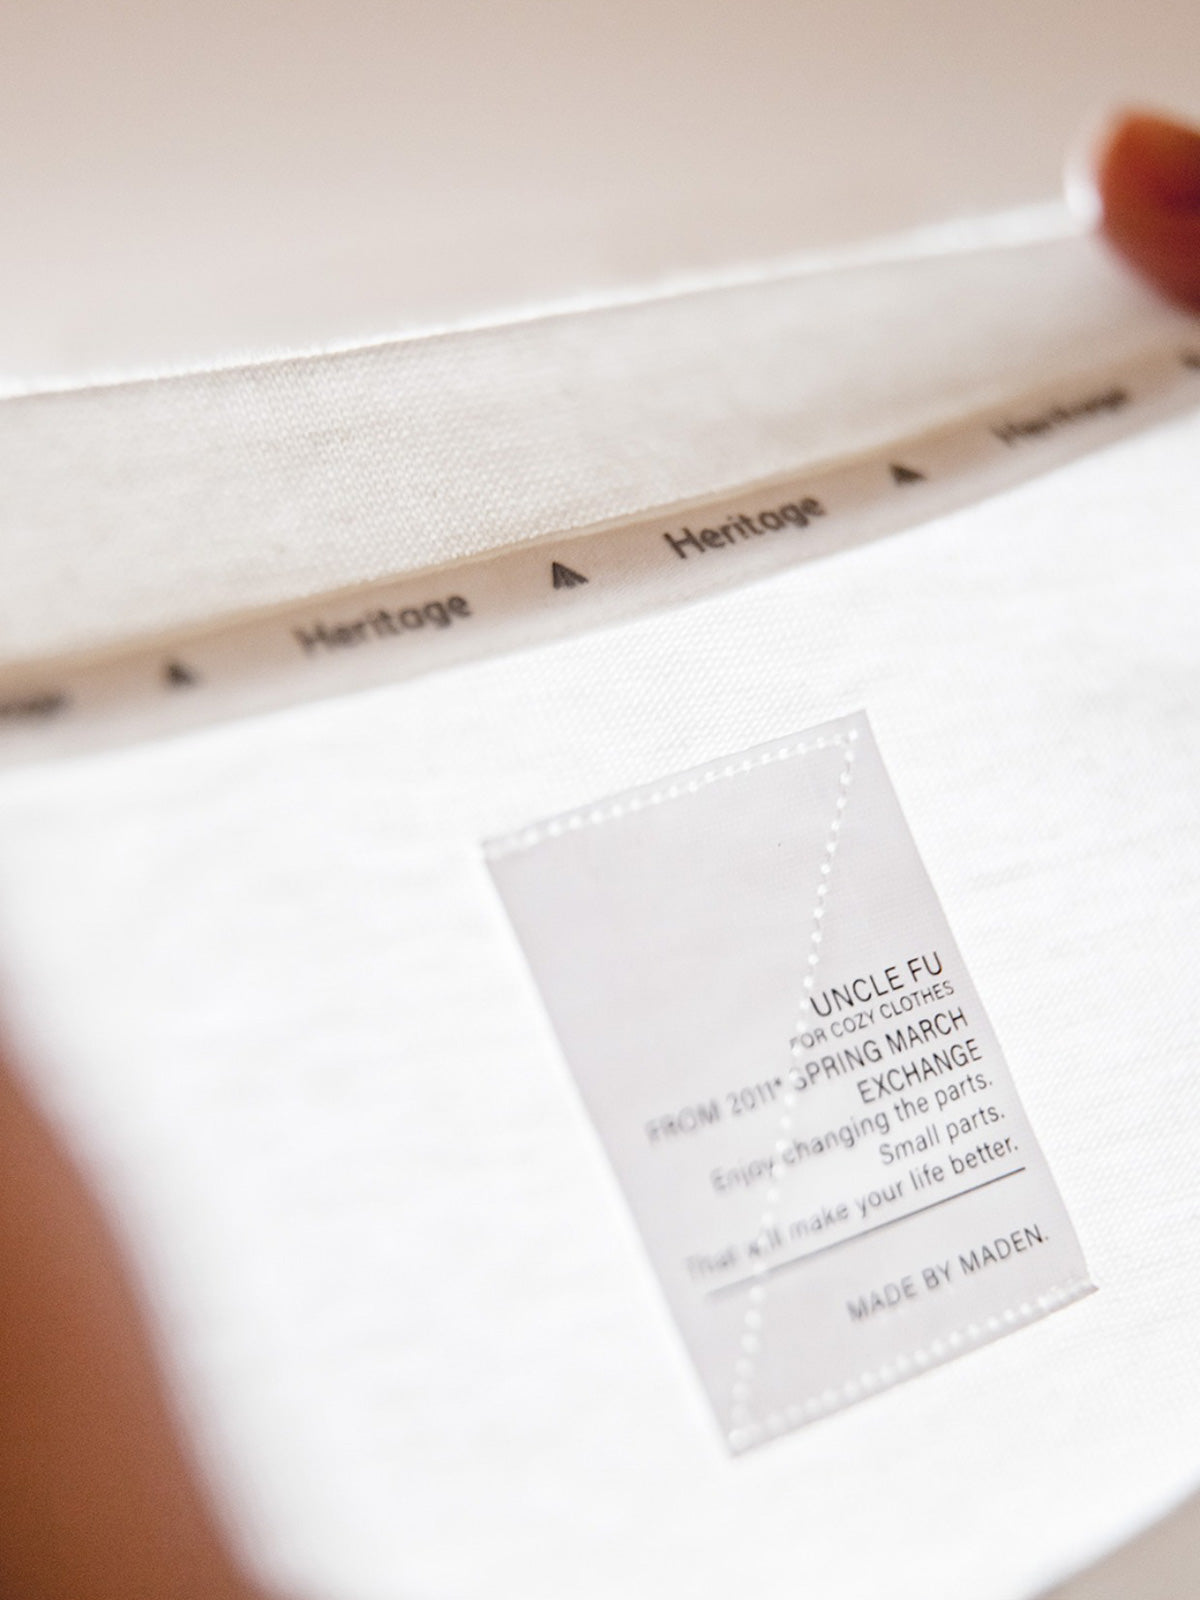 Heritage
Heritage
Heritage
UNCLE FU
FOR COZY CLOTHES
FROM 2011* SPRING MARCH
EXCHANGE
Enjoy changing the parts.
Small parts.
That will make your life better.
MADE BY MADEN.